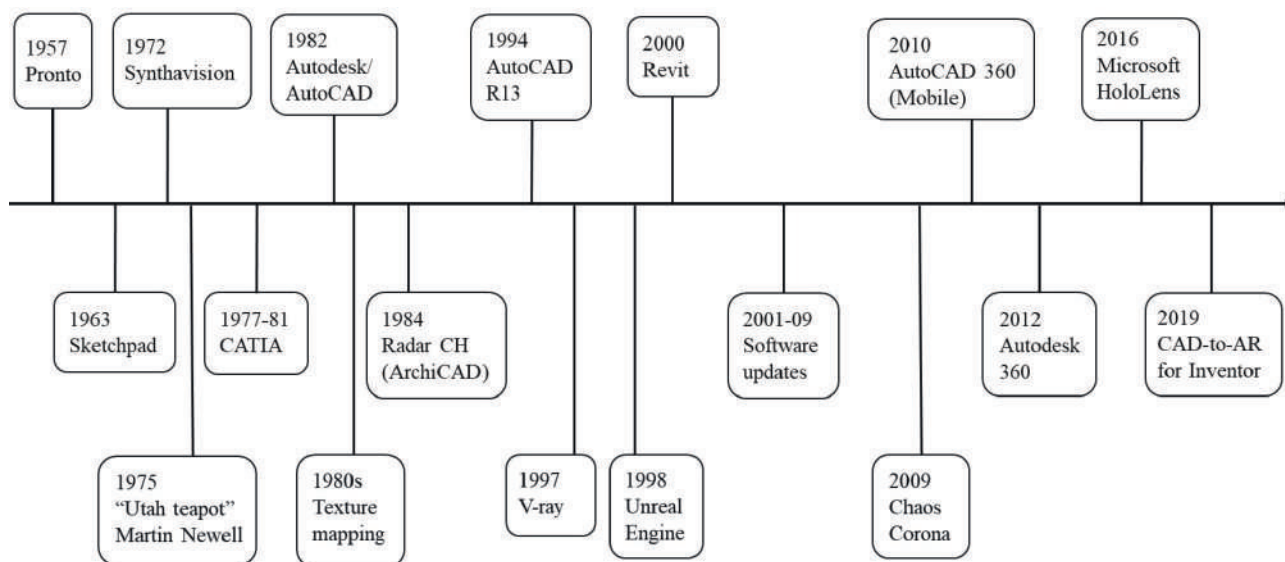 1957
Pronto
1972
Synthavision
1982
Autodesk/
AutoCAD
1994
AutoCAD
R13
2000
Revit
2010
AutoCAD 360
(Mobile)
2016
Microsoft
HoloLens
1963
Sketchpad
1977-81
CATIA
1984
Radar CH
(ArchiCAD)
2001-09
Software
updates
2012
Autodesk
360
2019
CAD-to-AR
for Inventor
1975
“Utah teapot”
Martin Newell
1980s
Texture
mapping
1997
V-ray
1998
Unreal
Engine
2009
Chaos
Corona